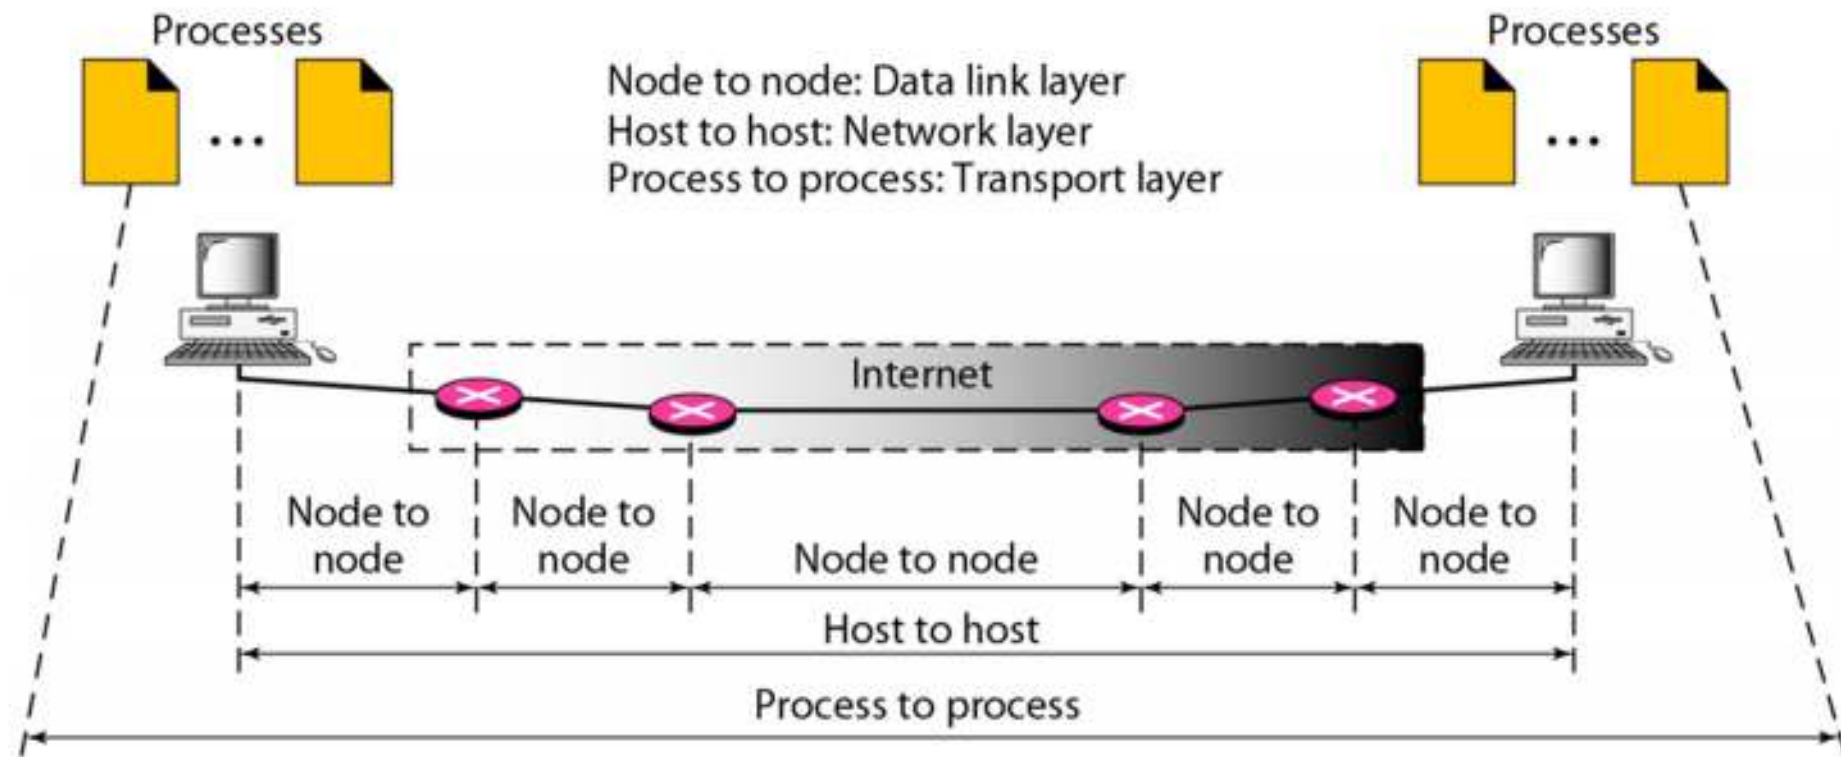 Processes
Processes
Node to node: Data link layer
Host to host: Network layer
Process to process: Transport layer
...
...
Internet
Node to
node
Node to
node
Node to node
Node to
node
Node to
node
Host to host
Process to process